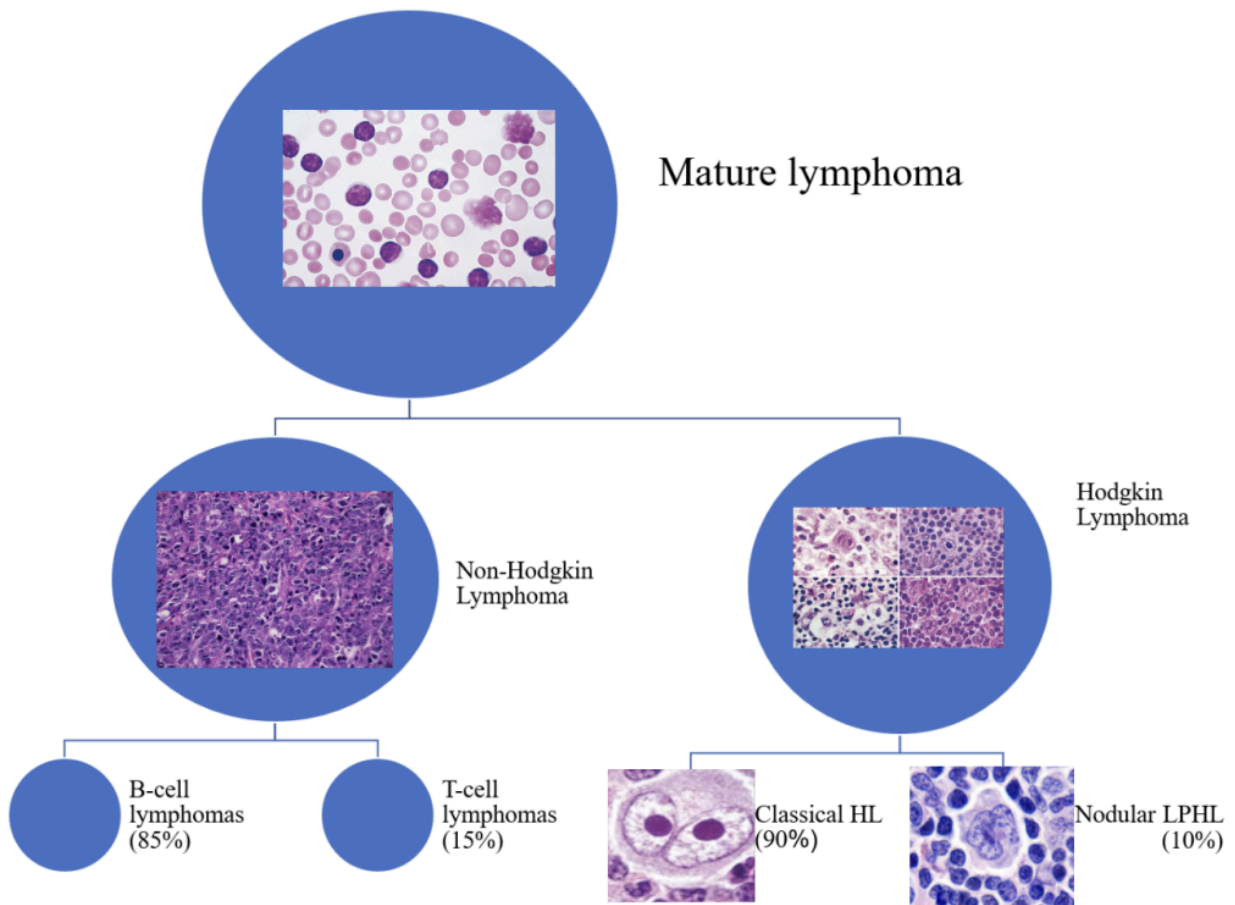 Mature lymphoma
Non-Hodgkin
Lymphoma
Hodgkin
Lymphoma
B-cell
lymphomas
(85%)
T-cell
lymphomas
(15%)
Classical HL
(90%)
Nodular LPHL
(10%)